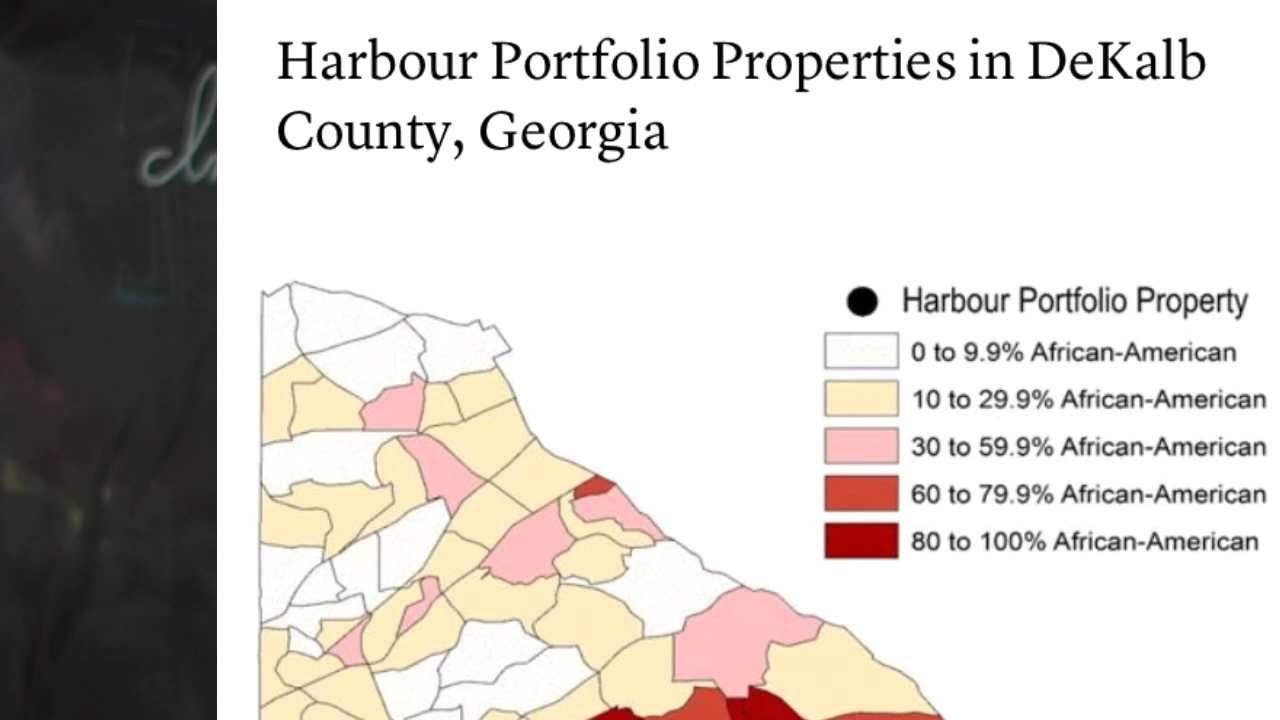 Harbour Portfolio Properties in DeKalb
County, Georgia
Harbour Portfolio Property
0 to 9.9% African-American
10 to 29.9% African-American
30 to 59.9% African-American
60 to 79.9% African-American
80 to 100% African-American